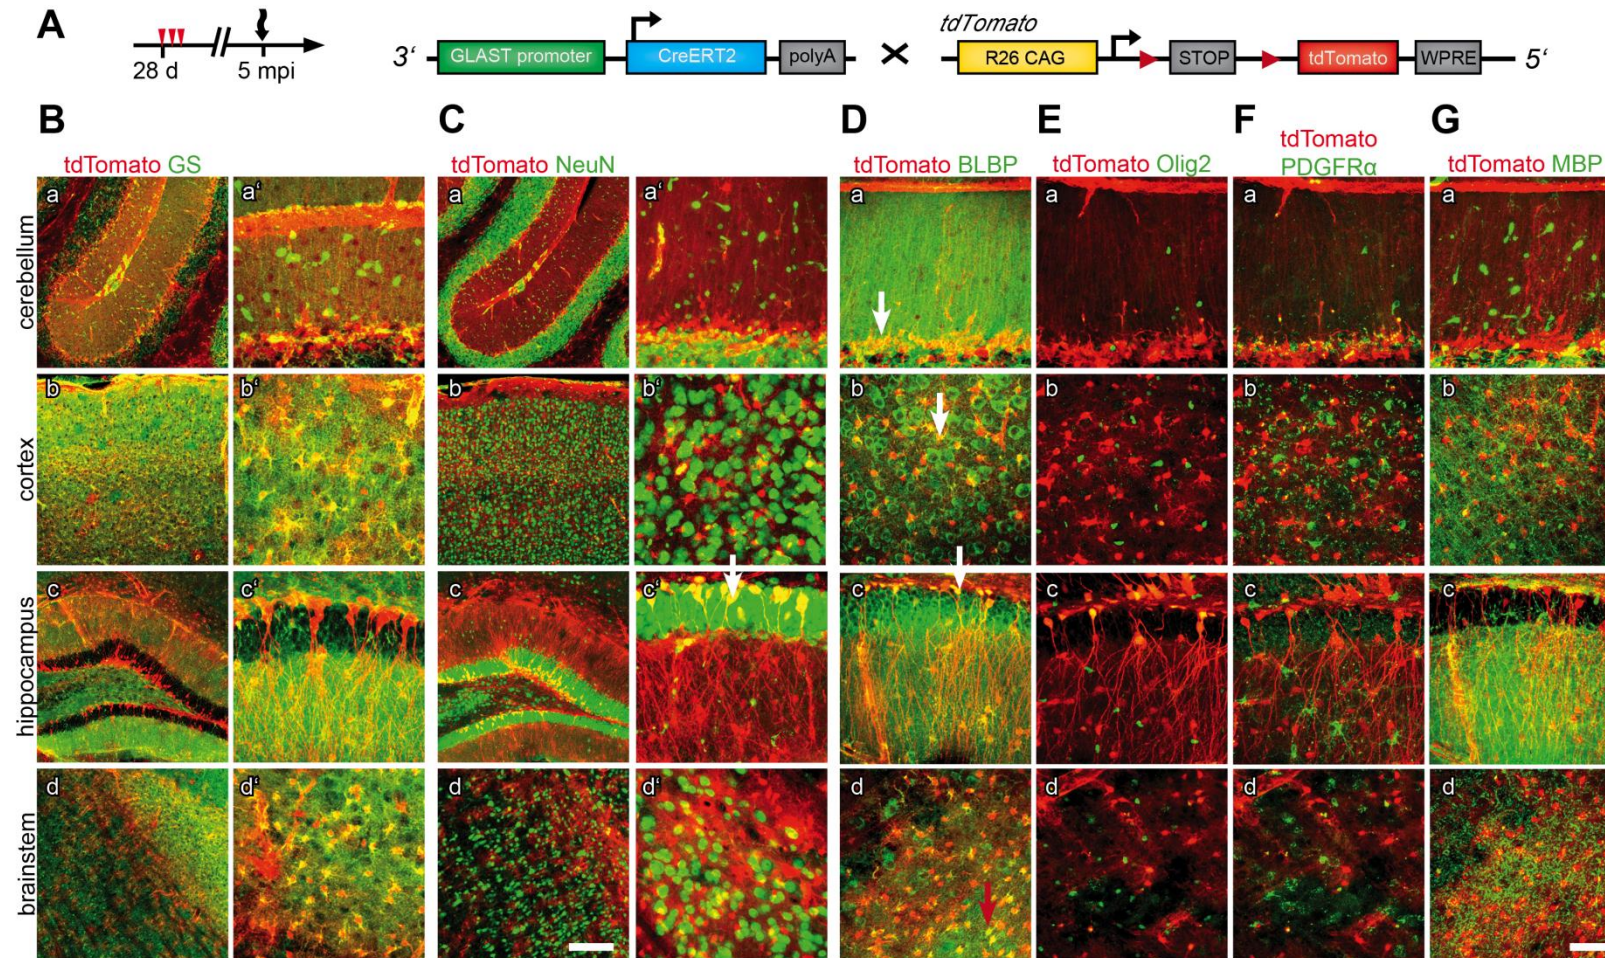 A
28 d
5 mpi
3‘
GLAST promoter
CreERT2
polyA
tdTomato
R26 CAG
STOP
tdTomato
WPRE
5‘
B
C
D
E
F
G
tdTomato GS
tdTomato NeuN
tdTomato BLBP
tdTomato Olig2
tdTomato
PDGFRα
tdTomato MBP
cerebellum
a
a‘
a
a‘
a
a
a
a
cortex
b
b‘
b
b‘
b
b
b
b
hippocampus
c
c‘
c
c‘
c
c
c
c
brainstem
d
d‘
d
d‘
d
d
d
d